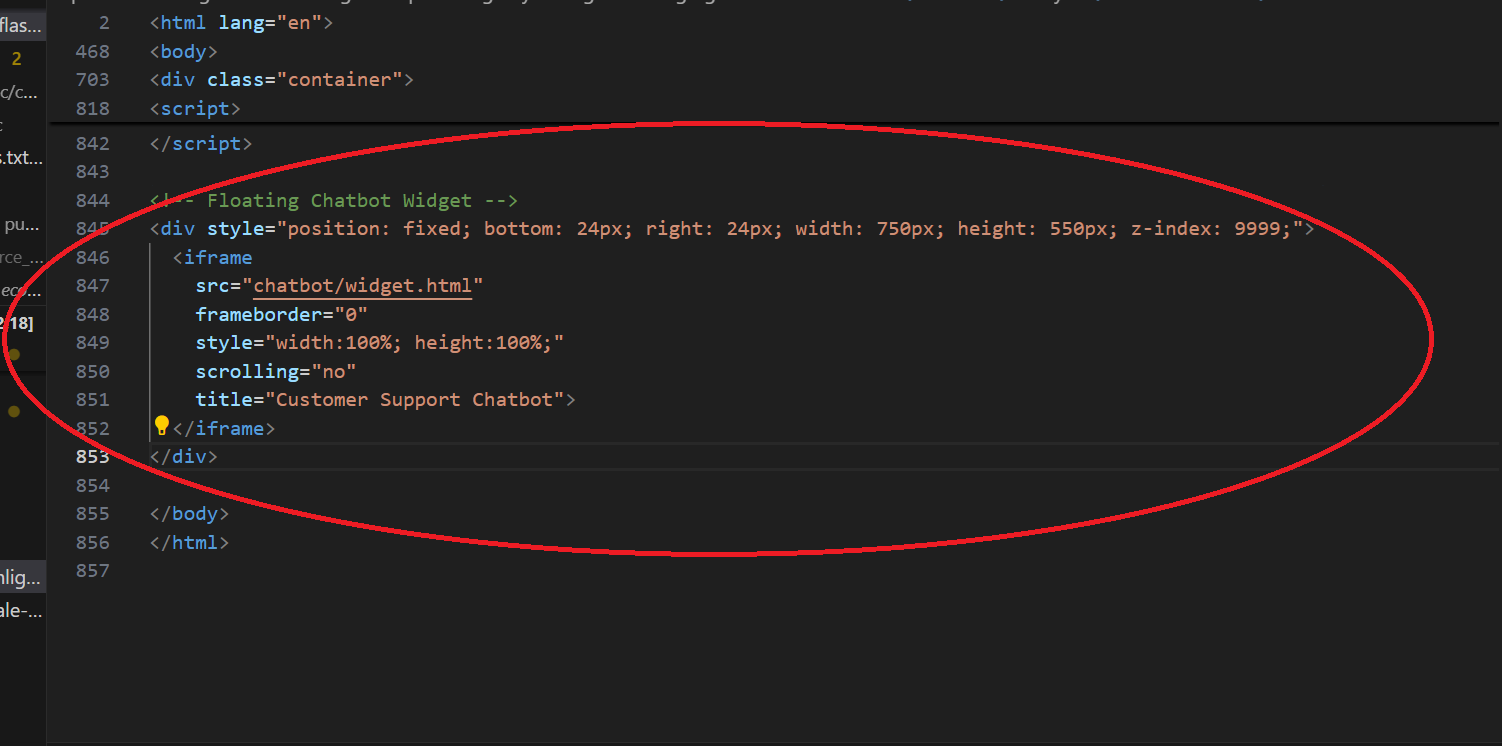 flas...
2 <html lang="en">
2
468 <body>
703 <div class="container">
c/c...
818 <script>
842 </script>
s.txt...
843
844 <!-- Floating Chatbot Widget -->
pu...
845 <div style="position: fixed; bottom: 24px; right: 24px; width: 750px; height: 550px; z-index: 9999;">
rce_...
846 <iframe
eco...
847 src="chatbot/widget.html"
848 frameborder="0"
18]
849 style="width:100%; height:100%;"
850 scrolling="no"
851 title="Customer Support Chatbot">
852 </iframe>
853 </div>
854
855 </body>
856 </html>
857
nlig...
ale-...